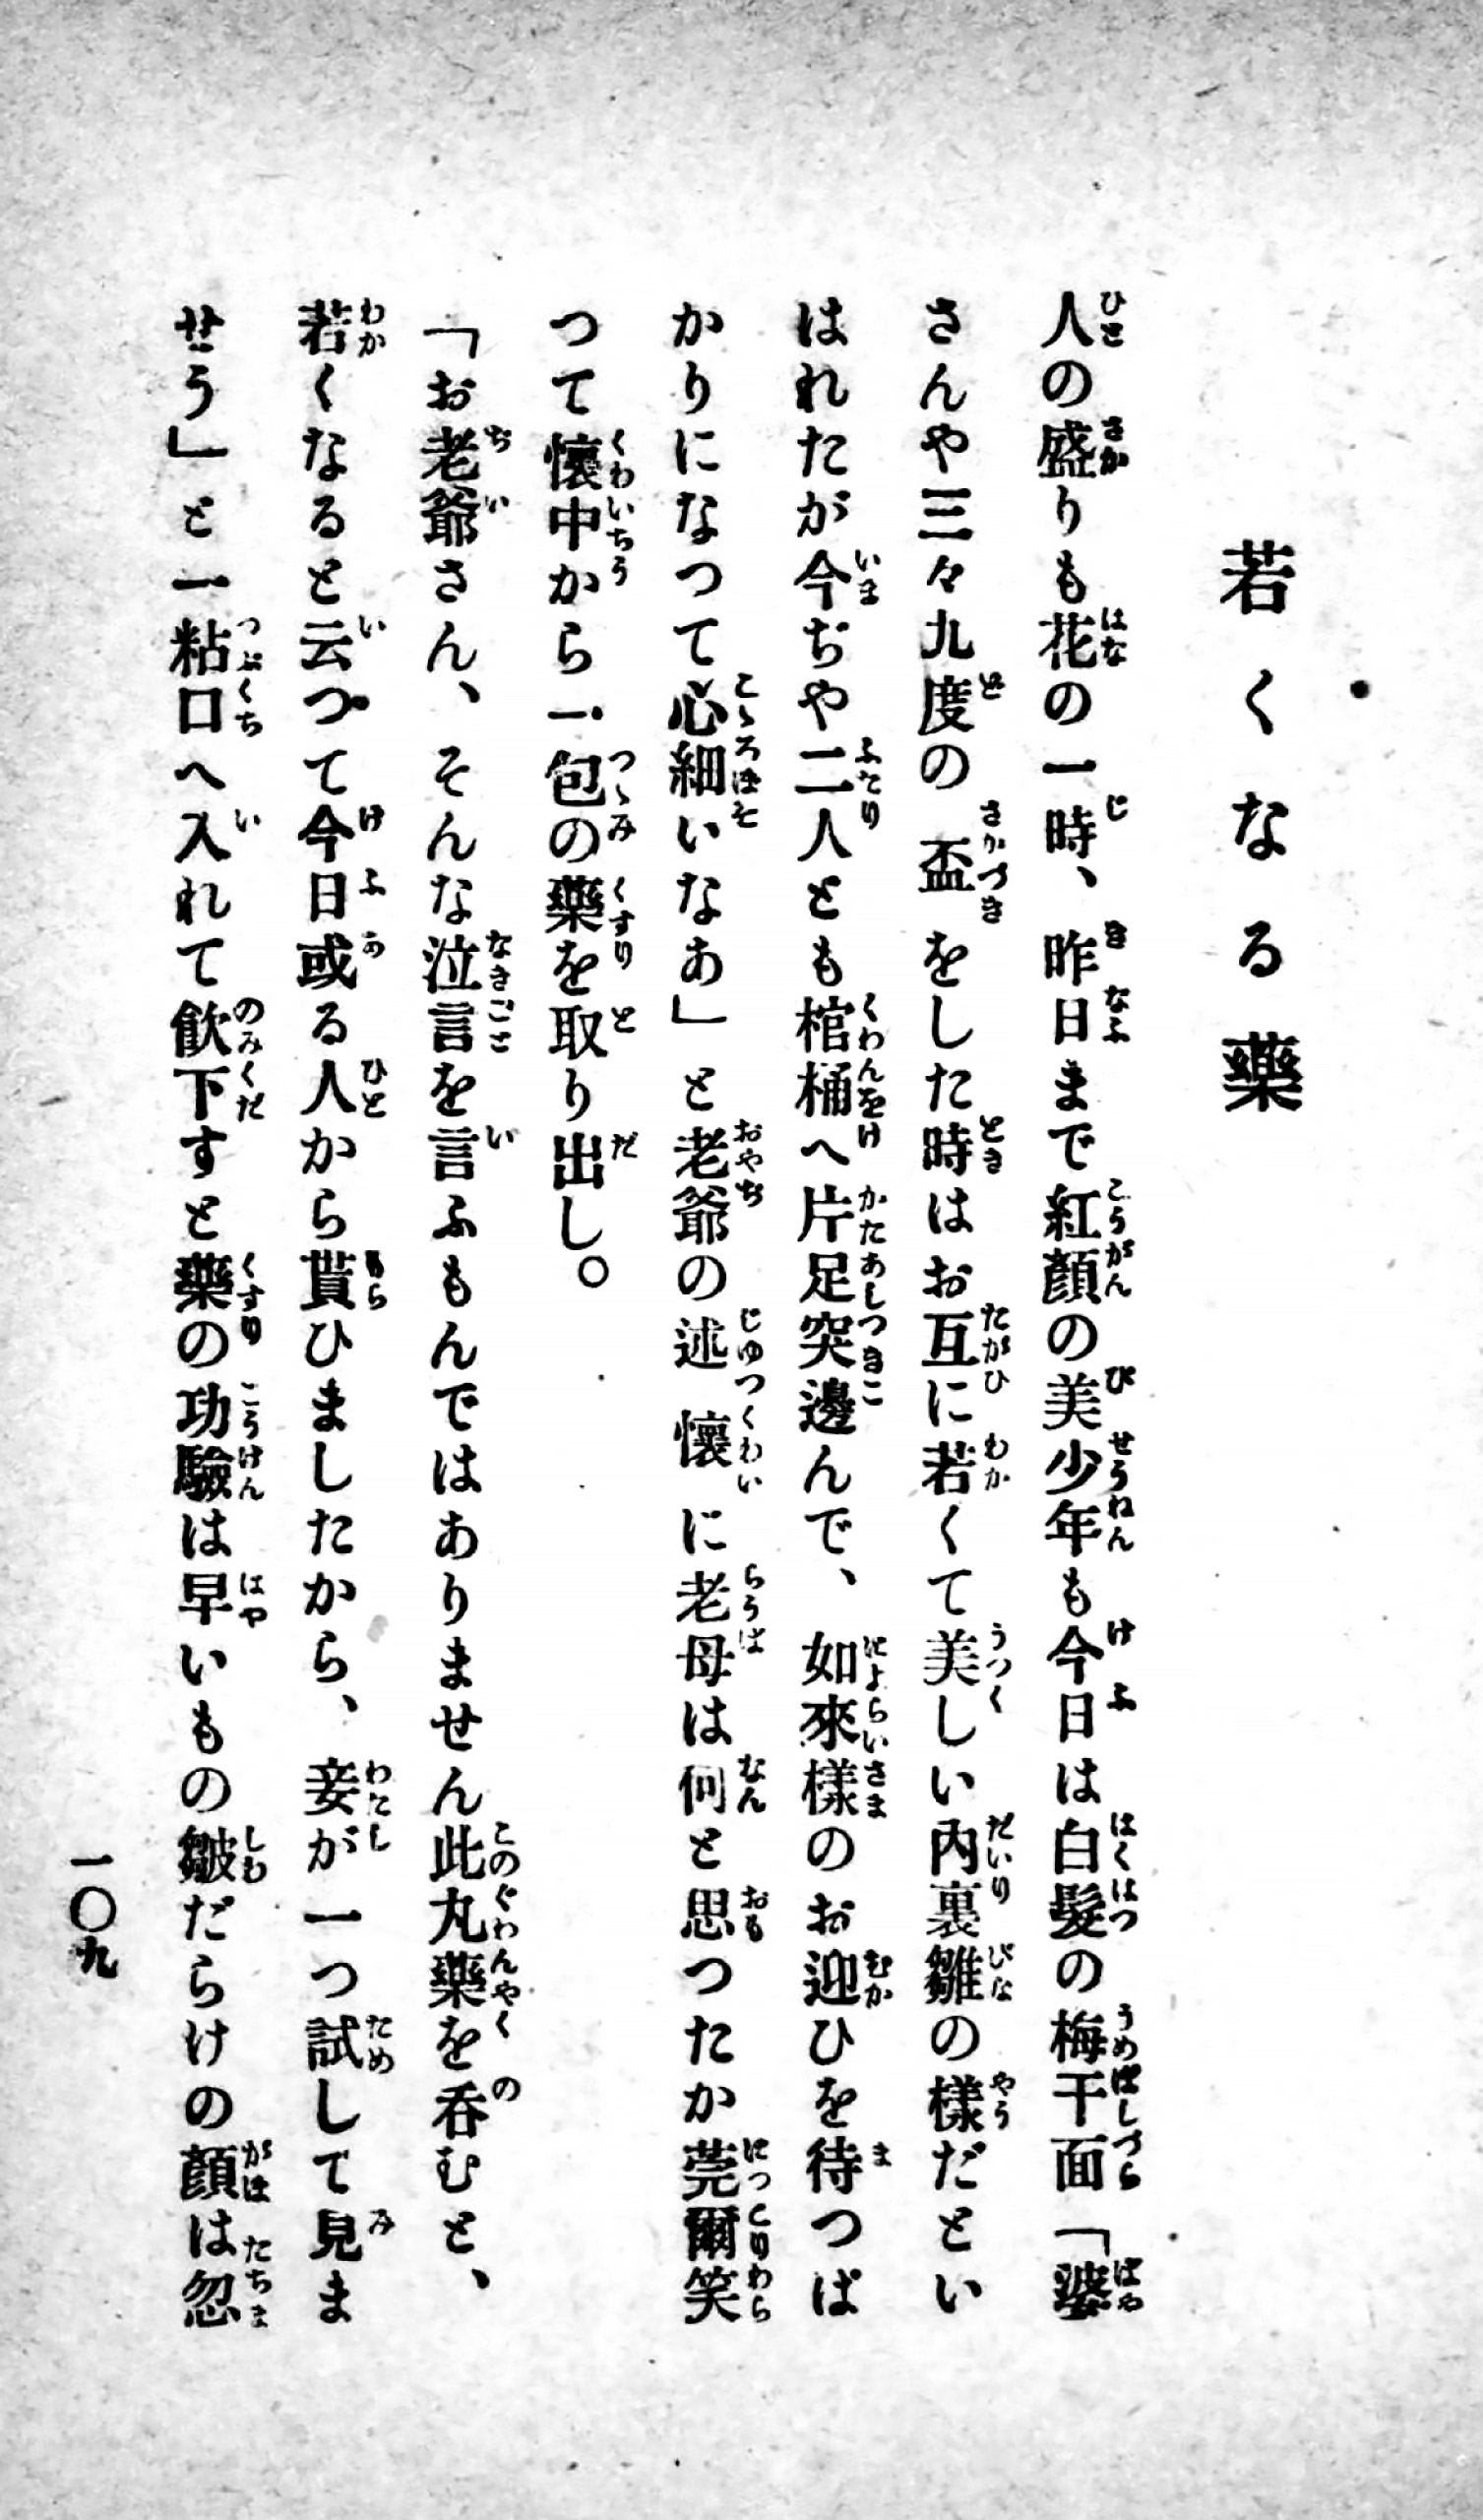 若くなる藥
人の盛りも花の一時、昨日まで紅顏の美少年も今日は白髮の梅干面「婆
さんや三々九度の盃をした時はお互に若くて美しい內裏雛の樣だとい
はれたが今ぢや二人とも棺桶へ片足突邊んで、如來樣のお迎ひを待つば
かりになつて心細いなあ」と老爺の述懷に老母は何と思つたか莞爾笑
つて懷中から一包の藥を取り出し。
「お老爺さん、そんな泣言を言ふもんではありません此丸藥を呑むと、
若くなると云つて今日或る人から貰ひましたから、妾が一つ試して見ま
せう」と一粘口へ入れて飮下すと藥の功驗は早いもの皺だらけの顏は忽
一〇九